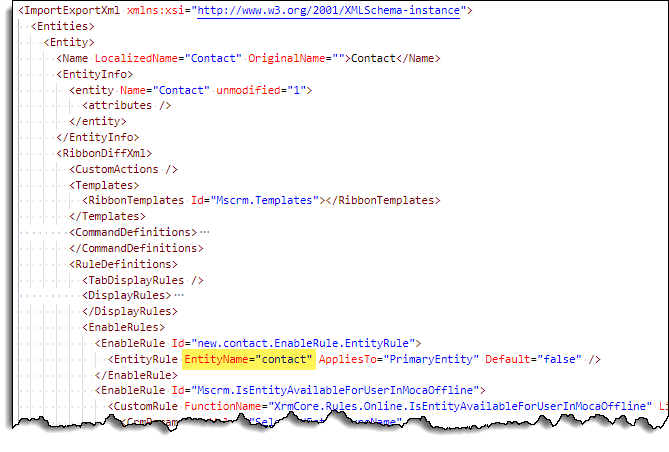 <ImportExportXml xmlns:xsi="http://www.w3.org/2001/XMLSchema-instance">
<Entities>
<Entity>
<Name LocalizedName="Contact" OriginalName="">Contact</Name>
<EntityInfo>
<entity Name="Contact" unmodified="1">
<attributes />
</entity>
</EntityInfo>
<RibbonDiffXml>
<CustomActions />
<Templates>
<RibbonTemplates Id="Mscrm.Templates"></RibbonTemplates>
</Templates>
<CommandDefinitions>...
</CommandDefinitions>
<RuleDefinitions>
<TabDisplayRules />
<DisplayRules>...
</DisplayRules>
<EnableRules>
<EnableRule Id="new.contact.EnableRule.EntityRule">
<EntityRule EntityName="contact" AppliesTo="PrimaryEntity" Default="false" />
</EnableRule>
<EnableRule Id="Mscrm.IsEntityAvailableForUserInMocaOffline">
<CustomRule FunctionName="XrmCore.Rules.Online.IsEntityAvailableForUserInMocaOffline" Li